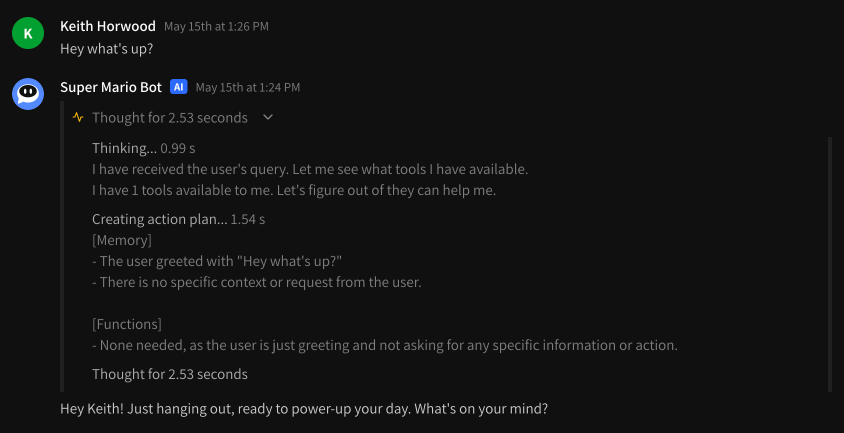 K
Keith Horwood May 15th at 1:26 PM
Hey what's up?
Super Mario Bot AI May 15th at 1:24 PM
Thought for 2.53 seconds
Thinking... 0.99 s
I have received the user's query. Let me see what tools I have available.
I have 1 tools available to me. Let's figure out of they can help me.
Creating action plan... 1.54 s
[Memory]
- The user greeted with "Hey what's up?"
- There is no specific context or request from the user.
[Functions]
- None needed, as the user is just greeting and not asking for any specific information or action.
Thought for 2.53 seconds
Hey Keith! Just hanging out, ready to power-up your day. What's on your mind?